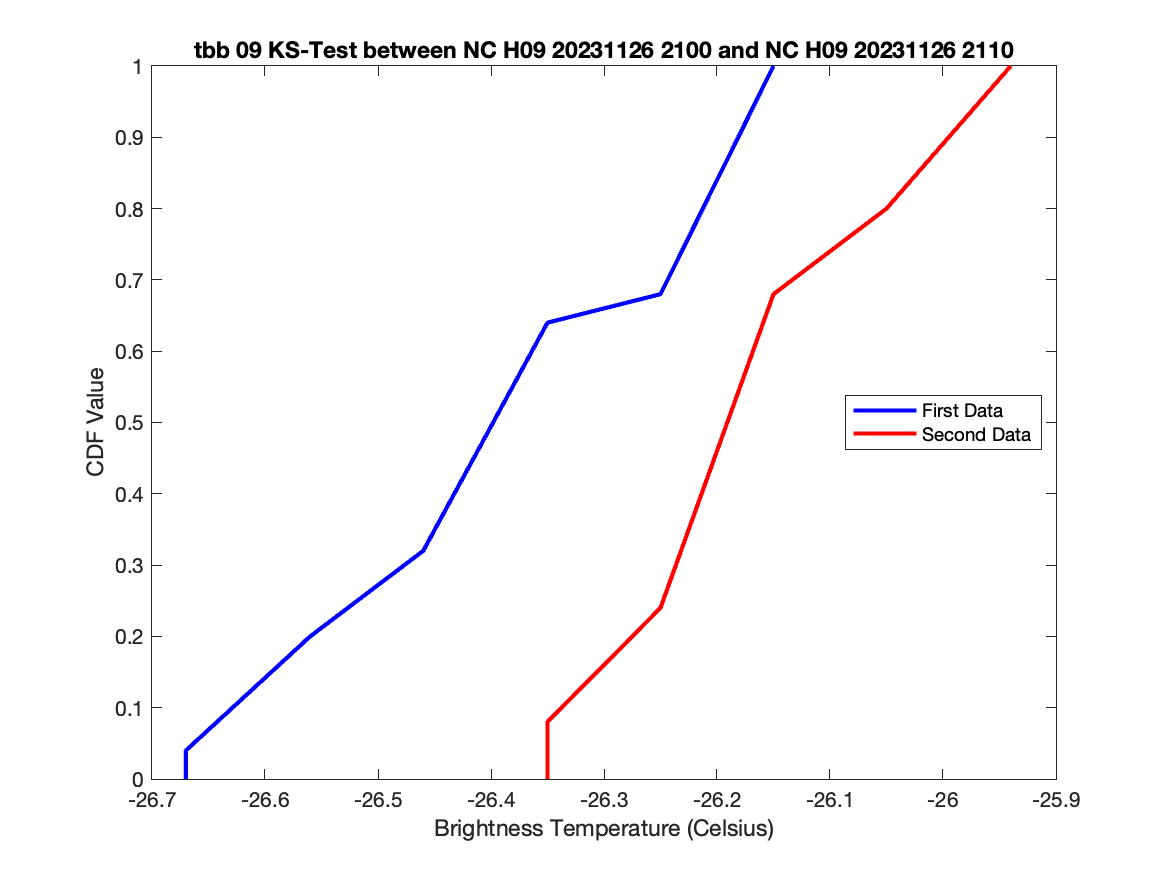 tbb 09 KS-Test between NC H09 20231126 2100 and NC H09 20231126 2110
1
0.9
0.8
0.7
0.6
0.5
0.4
0.3
0.2
0.1
0
CDF Value
First Data
Second Data
-26.7 -26.6 -26.5 -26.4 -26.3 -26.2 -26.1 -26 -25.9
Brightness Temperature (Celsius)